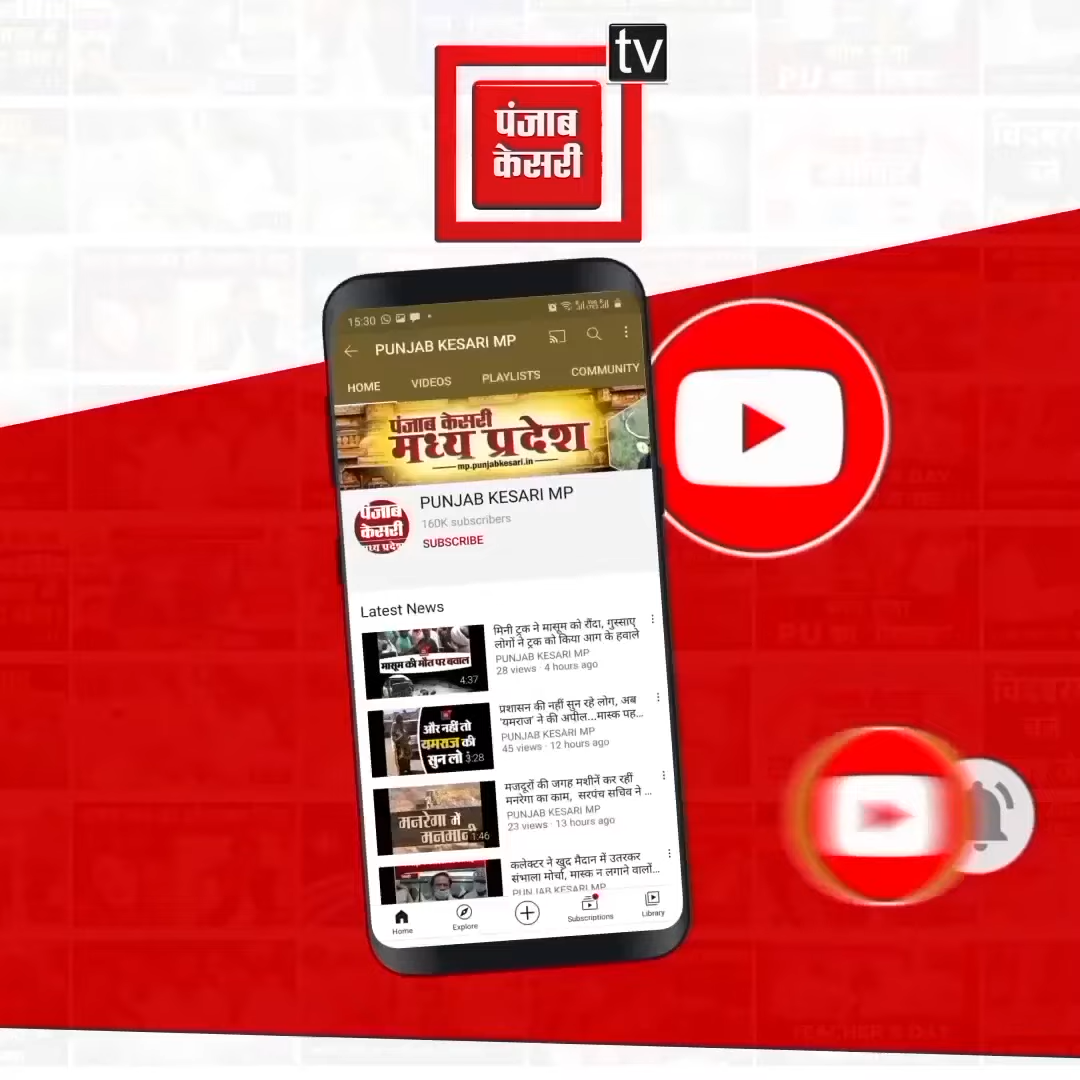 tv
पंजाब
केसरी
15:30
PUNJAB KESARI MP
HOME VIDEOS PLAYLISTS COMMUNITY
पंजाब केसरी
मध्य प्रदेश
mp.punjabkesari.in
पंजाब
केसरी
मध्य प्रदेश
PUNJAB KESARI MP
160K subscribers
SUBSCRIBE
Latest News
मासूम की मौत पर बवाल
4:37
मिनी ट्रक ने मासूम को रौंदा, गुस्साए
लोगों ने ट्रक को किया आग के हवाले
PUNJAB KESARI MP
28 views · 4 hours ago
और नहीं तो
यमराज की
सुन लो
3:28
प्रशासन की नहीं सुन रहे लोग, अब
'यमराज' ने की अपील...मास्क पह...
PUNJAB KESARI MP
45 views · 12 hours ago
मनरेगा में
1:46
मजदूरों की जगह मशीनें कर रहीं
मनरेगा का काम, सरपंच सचिव ने ...
PUNJAB KESARI MP
23 views · 13 hours ago
कलेक्टर ने खुद मैदान में उतरकर
संभाला मोर्चा, मास्क न लगाने वालों...
PUNJAB KESARI MP
Home Explore Subscriptions Library